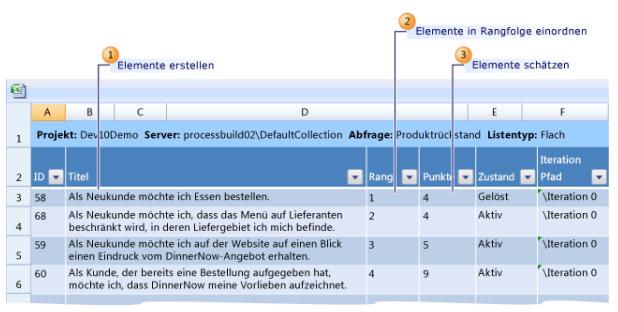 2
Elemente in Rangfolge einordnen
1
3
Elemente erstellen
Elemente schätzen
A B C D E F
1 Projekt: Dev10Demo Server: processbuild02\DefaultCollection Abfrage: Produktrückstand Listentyp: Flach
Iteration
2 ID Titel Rang Punkte Zustand Pfad
3 58 Als Neukunde möchte ich Essen bestellen. 1 4 Gelöst \Iteration 0
68 Als Neukunde möchte ich, dass das Menü auf Lieferanten 2 4 Aktiv \Iteration 0
4 beschränkt wird, in deren Liefergebiet ich mich befinde.
59 Als Neukunde möchte ich auf der Website auf einen Blick 3 5 Aktiv \Iteration 0
5 einen Eindruck vom DinnerNow-Angebot erhalten.
60 Als Kunde, der bereits eine Bestellung aufgegeben hat, 4 9 Aktiv \Iteration 0
6 möchte ich, dass DinnerNow meine Vorlieben aufzeichnet.